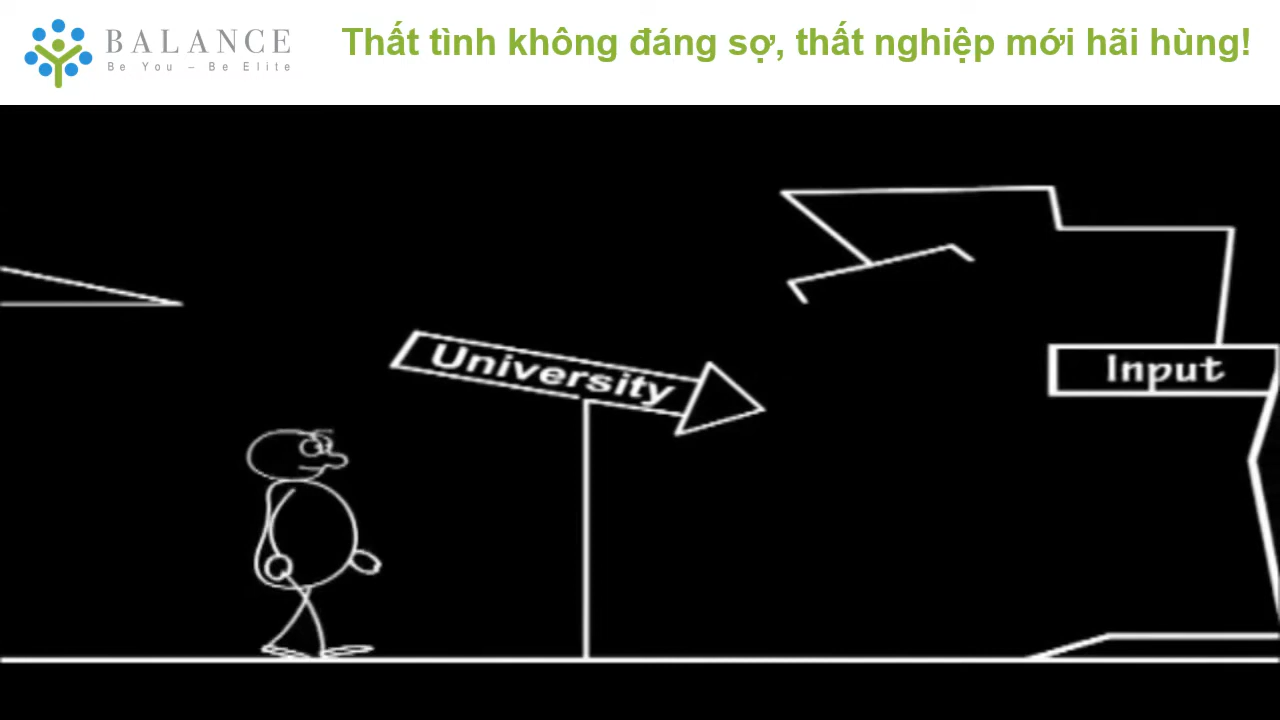 BALANCE
Be You – Be Elite
Thất tình không đáng sợ, thất nghiệp mới hãi hùng!
University
Input